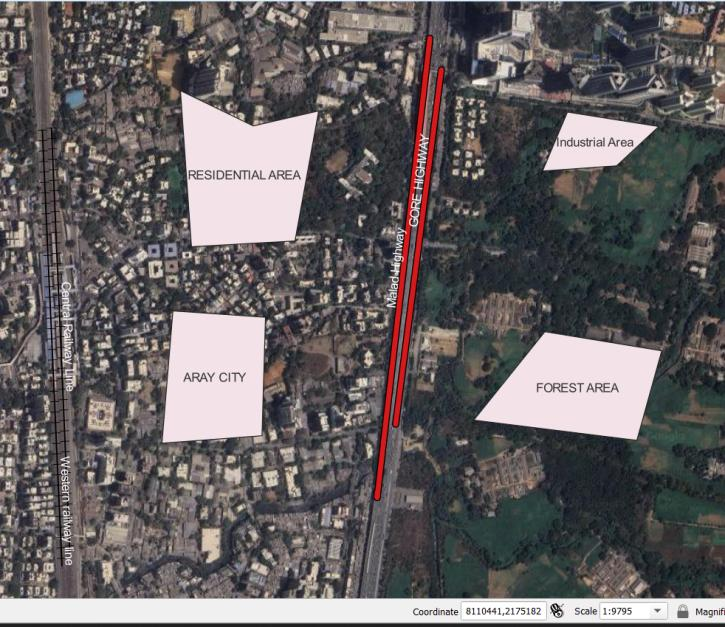 GORE HIGHWAY
Industrial Area
RESIDENTIAL AREA
Malad Highway
Central Railway Line
ARAY CITY
FOREST AREA
Western railway line
Coordinate 8110441,2175182 Scale 1:9795 Magnifi